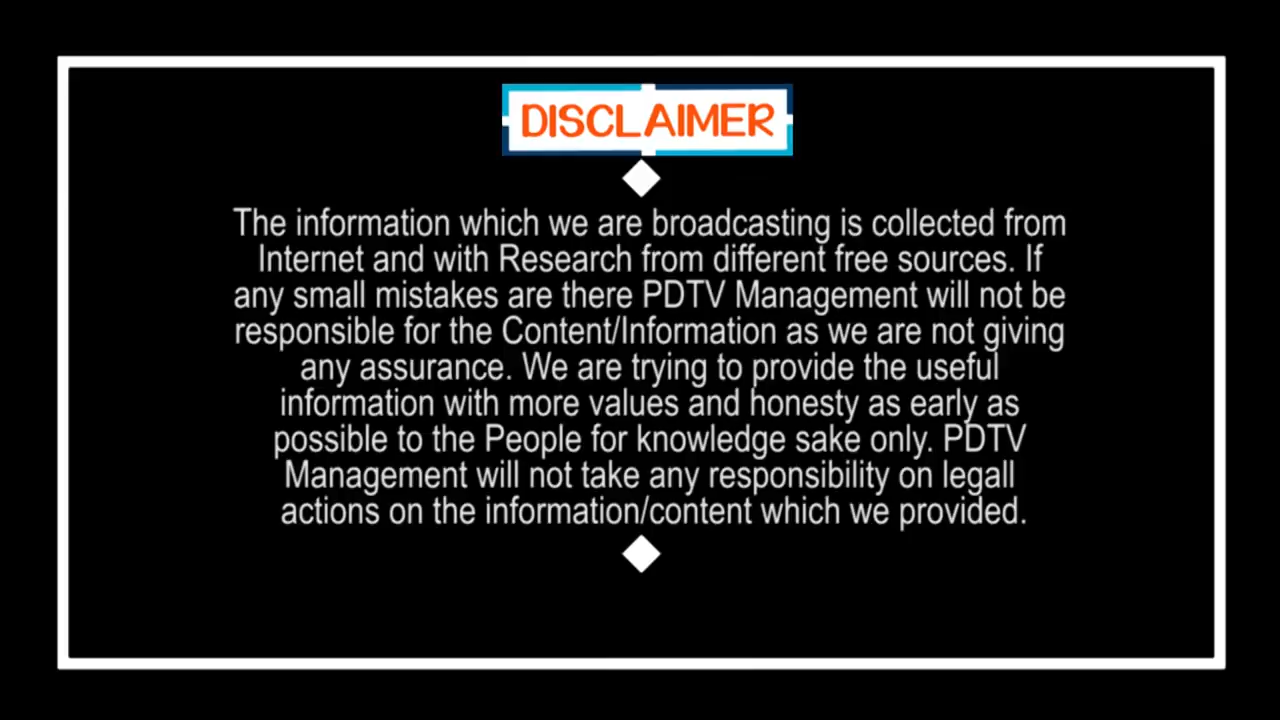 DISCLAIMER
The information which we are broadcasting is collected from
Internet and with Research from different free sources. If
any small mistakes are there PDTV Management will not be
responsible for the Content/Information as we are not giving
any assurance. We are trying to provide the useful
information with more values and honesty as early as
possible to the People for knowledge sake only. PDTV
Management will not take any responsibility on legall
actions on the information/content which we provided.